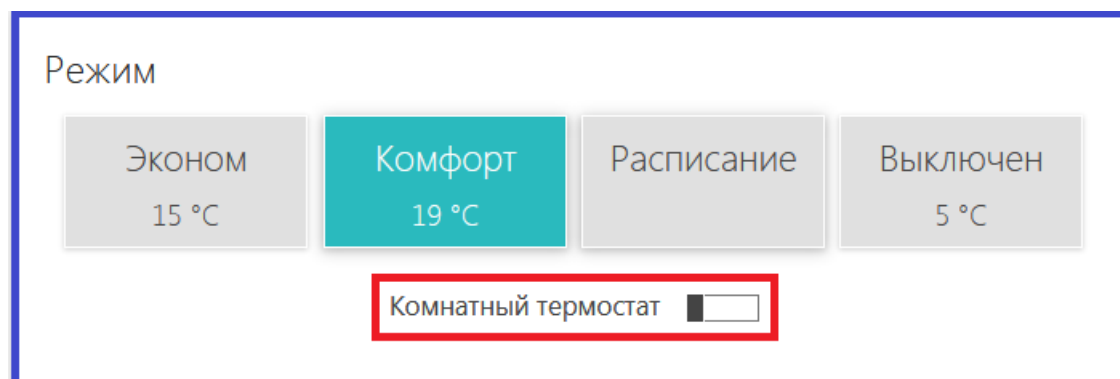 Режим
Эконом Комфорт Расписание Выключен
15 °C 19 °C 5 °C
Комнатный термостат